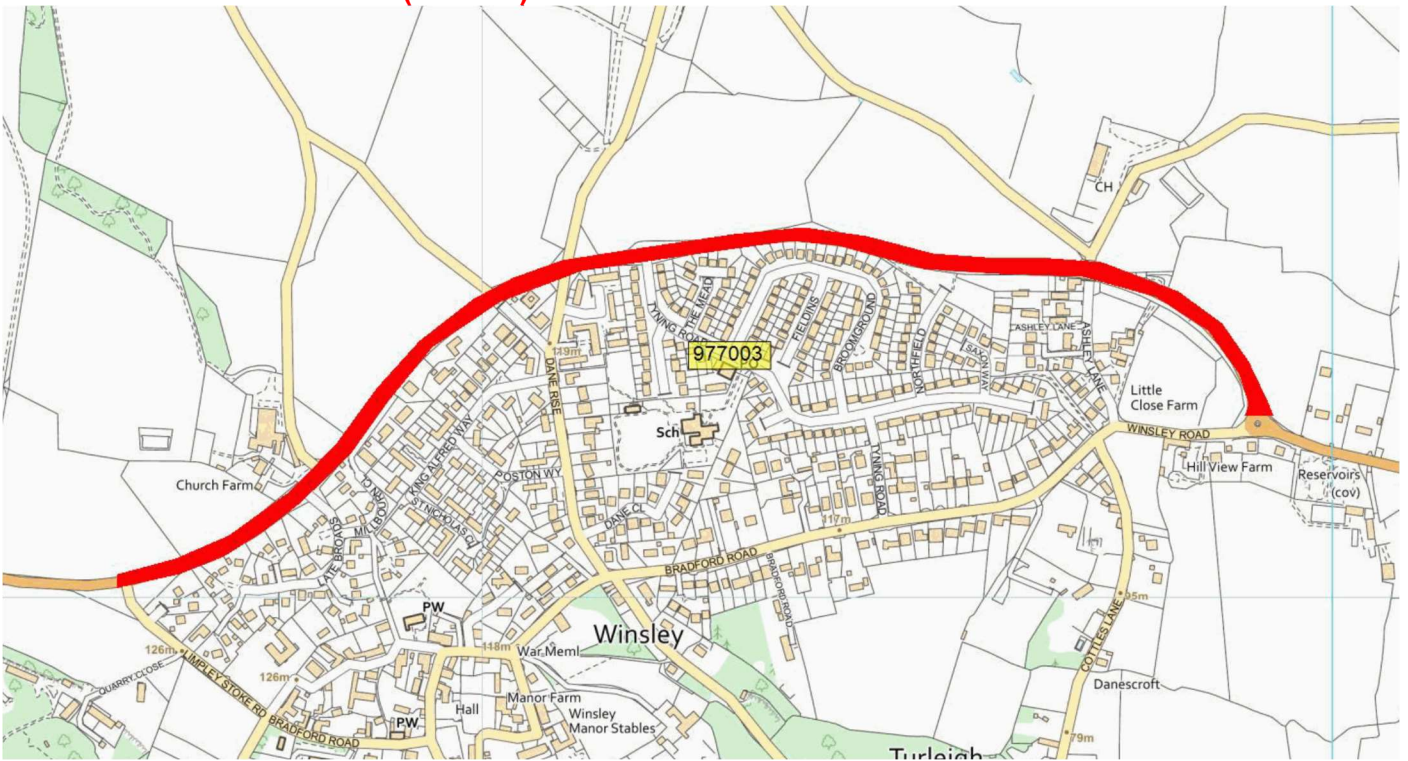 CH
THE MEAD
TYNING ROAD
FIELDINS
BROOMGROUND
NORTHFIELD
ASHLEY LANE
SAXON WAY
ASHLEY LANE
977003
PO
149m
DANE RISE
Little
Close Farm
WINSLEY ROAD
Sch
KING ALFRED WAY
POSTON WY
ST NICHOLAS CL
MILLBOURN CL
LATE BROADS
DANE CL
TYNING ROAD
Church Farm
Hill View Farm
Reservoirs
(cov)
117m
BRADFORD ROAD
BRADFORD ROAD
95m
COTTLES LANE
PW
Winsley
War Meml
118m
126m
126m
QUARRY CLOSE
LIMPLEY STOKE RD
BRADFORD ROAD
Hall
PW
Manor Farm
Winsley
Manor Stables
Danescroft
79m
Turleigh